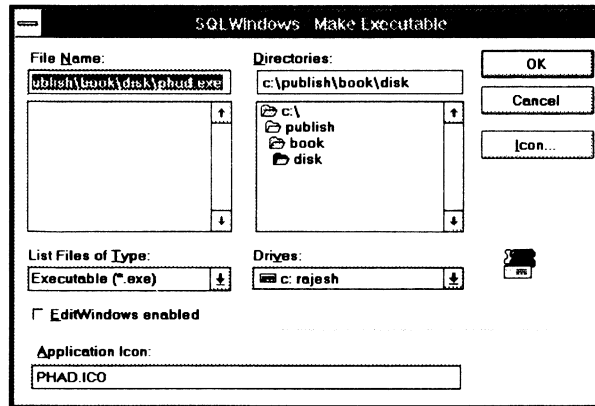 SQLWindows Make Executable
File Name:
ublish\book\disk\phad.exe
Directories:
c:\publish\book\disk
OK
Cancel
Icon...
c:\
publish
book
disk
List Files of Type:
Executable (*.exe)
Drives:
c: rajesh
EditWindows enabled
Application Icon:
PHAD.ICO